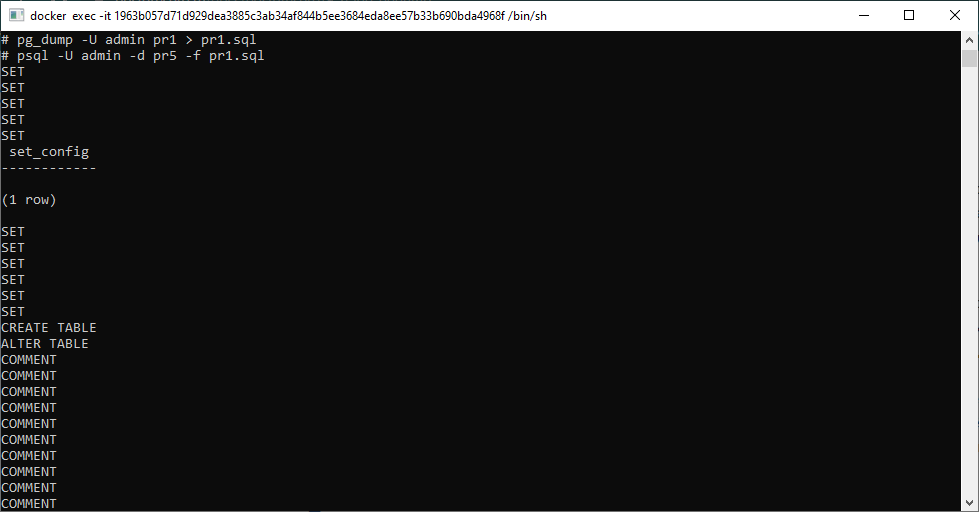 docker exec -it 1963b057d71d929dea3885c3ab34af844b5ee3684eda8ee57b33b690bda4968f /bin/sh
# pg_dump -U admin pr1 > pr1.sql
# psql -U admin -d pr5 -f pr1.sql
SET
SET
SET
SET
SET
set_config
------------
(1 row)
SET
SET
SET
SET
SET
SET
CREATE TABLE
ALTER TABLE
COMMENT
COMMENT
COMMENT
COMMENT
COMMENT
COMMENT
COMMENT
COMMENT
COMMENT
COMMENT